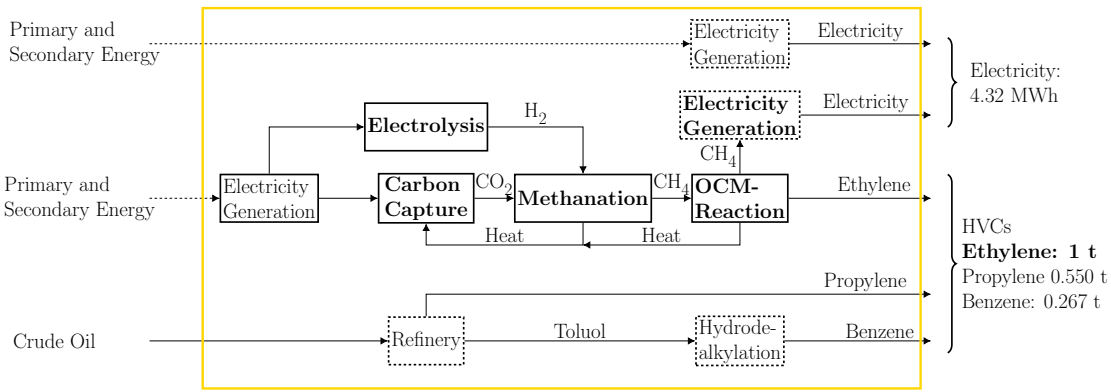 Primary and
Secondary Energy
Electricity
Generation
Electricity
Electricity:
4.32 MWh
Electricity
Generation
Electricity
Electrolysis
H2
CH4
Primary and
Secondary Energy
Electricity
Generation
Carbon
Capture
CO2
Methanation
CH4
OCM-
Reaction
Ethylene
Heat
Heat
HVCs
Ethylene: 1 t
Propylene 0.550 t
Benzene: 0.267 t
Propylene
Crude Oil
Refinery
Toluol
Hydrode-
alkylation
Benzene